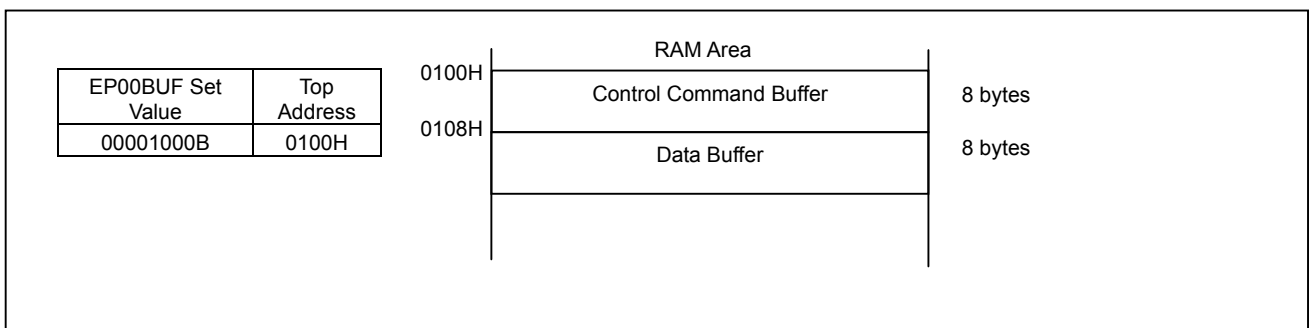 EP00BUF Set
Value
Top
Address
00001000B
0100H
RAM Area
0100H
Control Command Buffer
8 bytes
0108H
Data Buffer
8 bytes